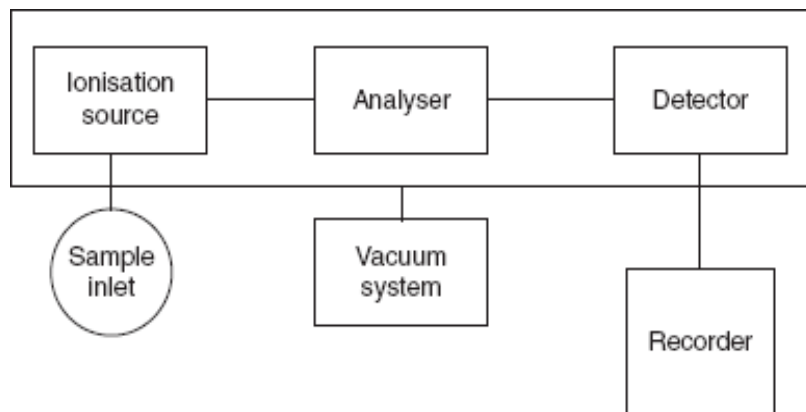 Ionisation
source
Analyser
Detector
Sample
inlet
Vacuum
system
Recorder